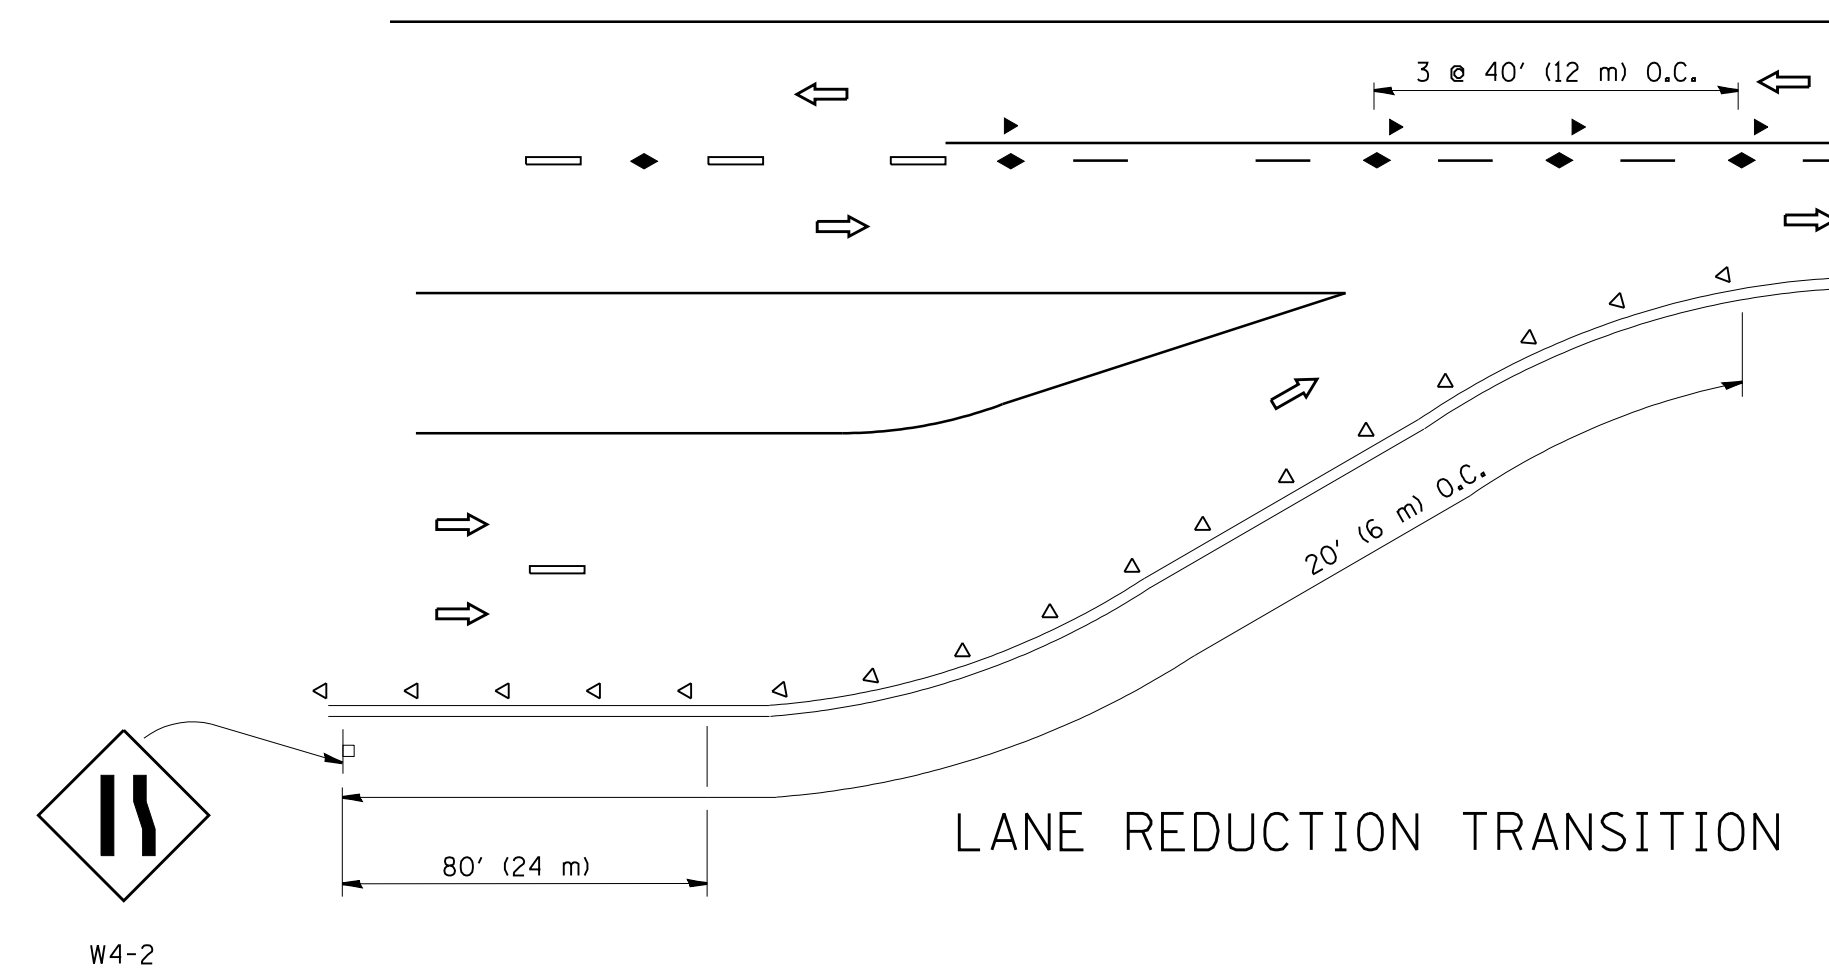 3 @ 40' (12 m) O.C.
20' (6 m) O.C.
LANE REDUCTION TRANSITION
80' (24 m)
W4-2